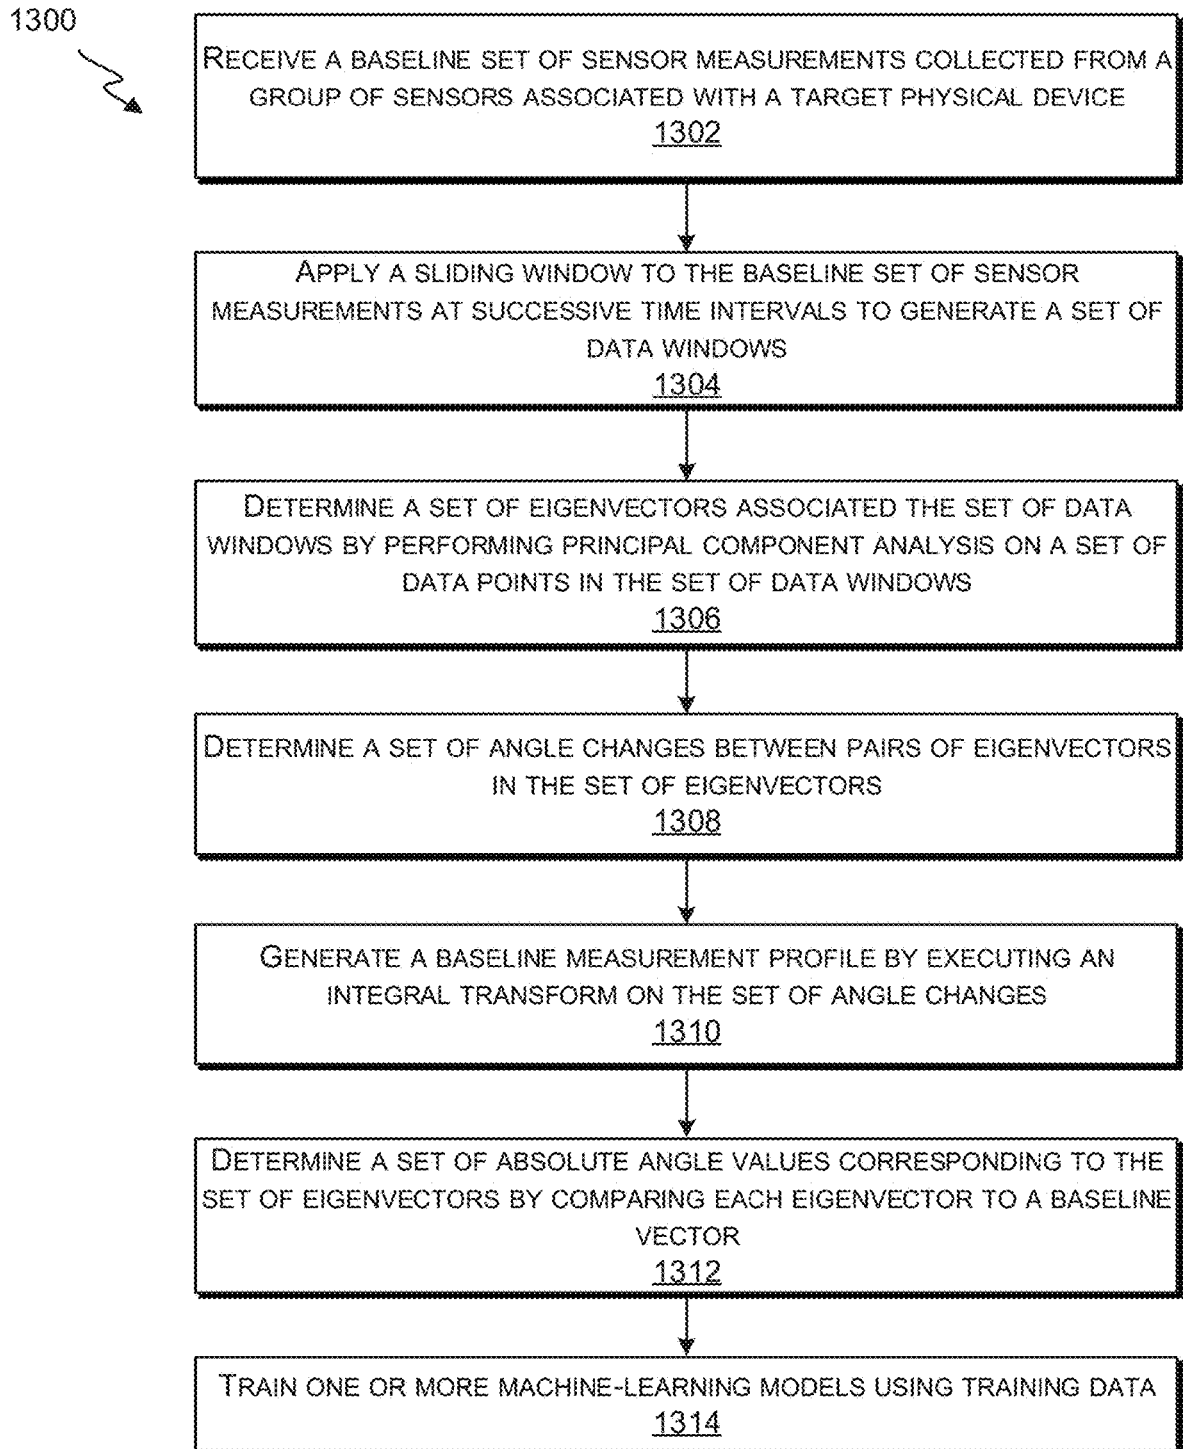 1300
RECEIVE A BASELINE SET OF SENSOR MEASUREMENTS COLLECTED FROM A
GROUP OF SENSORS ASSOCIATED WITH A TARGET PHYSICAL DEVICE
1302
APPLY A SLIDING WINDOW TO THE BASELINE SET OF SENSOR
MEASUREMENTS AT SUCCESSIVE TIME INTERVALS TO GENERATE A SET OF
DATA WINDOWS
1304
DETERMINE A SET OF EIGENVECTORS ASSOCIATED THE SET OF DATA
WINDOWS BY PERFORMING PRINCIPAL COMPONENT ANALYSIS ON A SET OF
DATA POINTS IN THE SET OF DATA WINDOWS
1306
DETERMINE A SET OF ANGLE CHANGES BETWEEN PAIRS OF EIGENVECTORS
IN THE SET OF EIGENVECTORS
1308
GENERATE A BASELINE MEASUREMENT PROFILE BY EXECUTING AN
INTEGRAL TRANSFORM ON THE SET OF ANGLE CHANGES
1310
DETERMINE A SET OF ABSOLUTE ANGLE VALUES CORRESPONDING TO THE
SET OF EIGENVECTORS BY COMPARING EACH EIGENVECTOR TO A BASELINE
VECTOR
1312
TRAIN ONE OR MORE MACHINE-LEARNING MODELS USING TRAINING DATA
1314